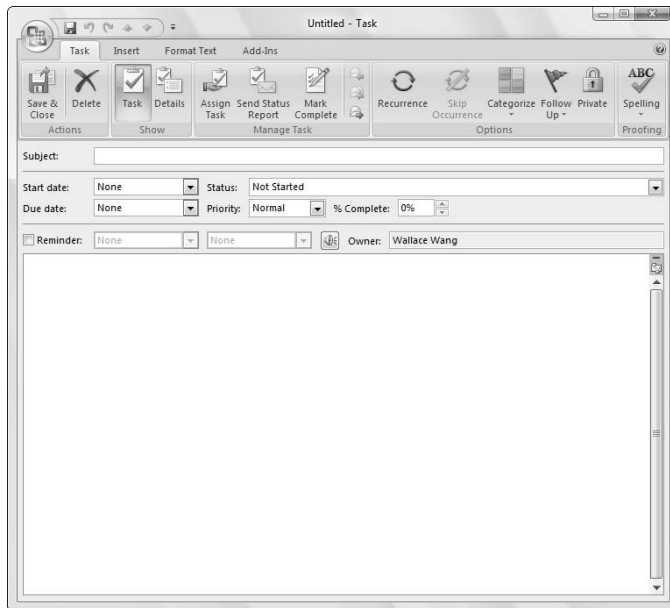 Untitled - Task
Task Insert Format Text Add-Ins
Save & Close Delete Task Details Assign Task Send Status Report Mark Complete Recurrence Skip Occurrence Categorize Follow Up Private ABC Spelling
Actions Show Manage Task Options Proofing
Subject:
Start date: None Status: Not Started
Due date: None Priority: Normal % Complete: 0%
Reminder: None None Owner: Wallace Wang